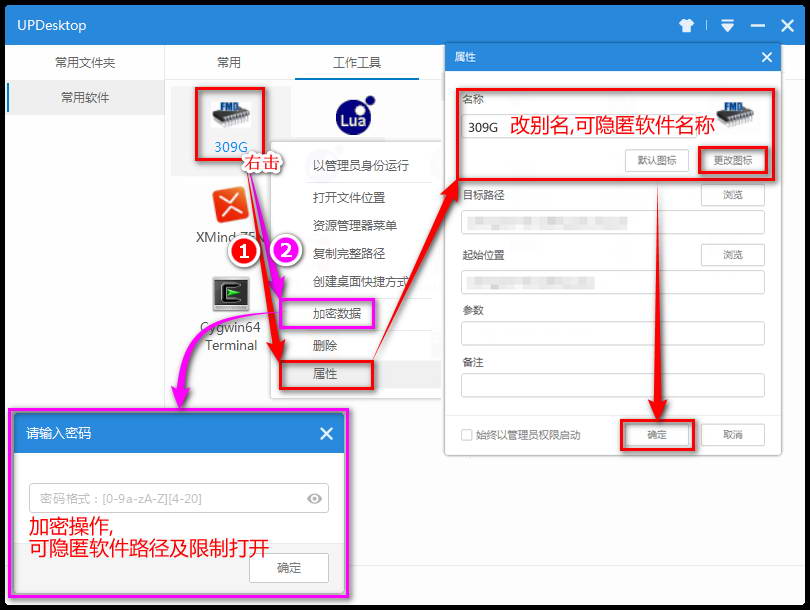 UPDesktop
常用文件夹
常用软件
常用
工作工具
FMD
309G
Lua
右击
XMind
Cygwin64
Terminal
1
2
以管理员身份运行
打开文件位置
资源管理器菜单
复制完整路径
创建桌面快捷方式
加密数据
删除
属性
属性
名称
309G
改别名,可隐匿软件名称
FMD
默认图标
更改图标
目标路径
浏览
起始位置
浏览
参数
备注
始终以管理员权限启动
确定
取消
请输入密码
密码格式：[0-9a-zA-Z][4-20]
加密操作,
可隐匿软件路径及限制打开
确定